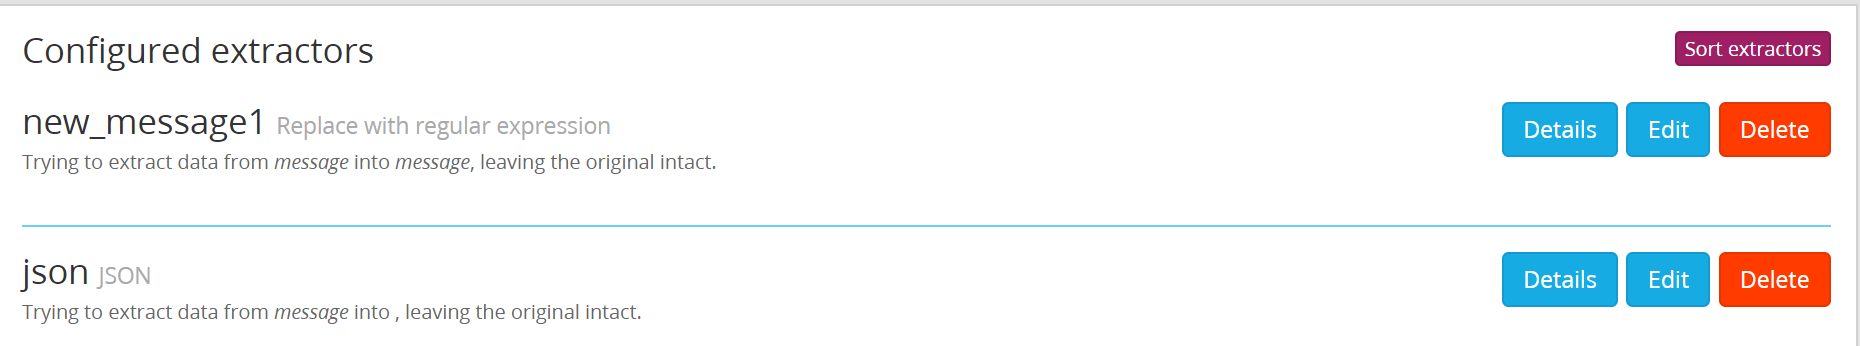 Configured extractors
Sort extractors
new_message1 Replace with regular expression
Details Edit Delete
Trying to extract data from message into message, leaving the original intact.
json JSON
Details Edit Delete
Trying to extract data from message into , leaving the original intact.